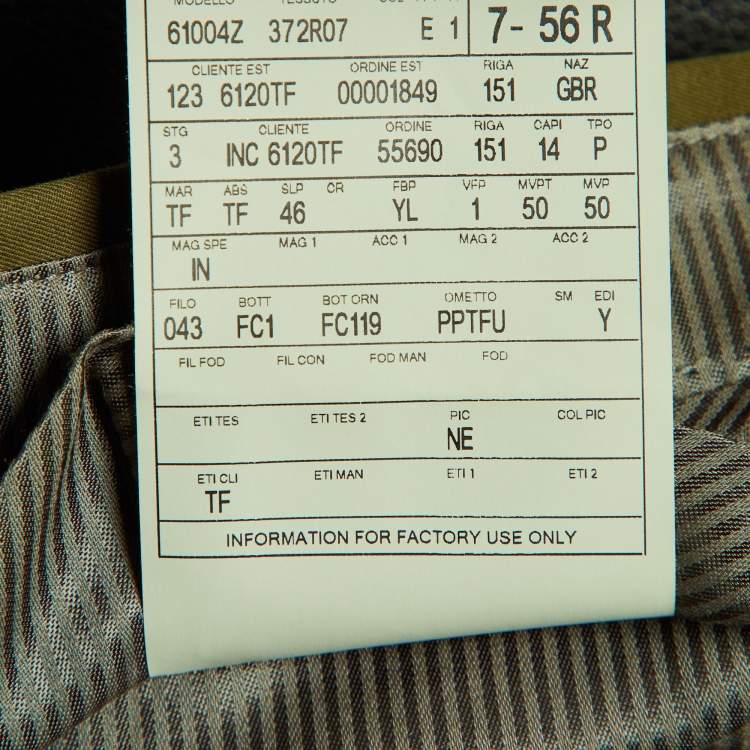 MODELLO TESSUTO
61004Z 372R07 E 1 7- 56 R
CLIENTE EST ORDINE EST RIGA NAZ
123 6120TF 00001849 151 GBR
STG CLIENTE ORDINE RIGA CAPI TPO
3 INC 6120TF 55690 151 14 P
MAR ABS SLP CR FBP VFP MVPT MVP
TF TF 46 YL 1 50 50
MAG SPE MAG 1 ACC 1 MAG 2 ACC 2
IN
FILO BOTT BOT ORN OMETTO SM EDI
043 FC1 FC119 PPTFU Y
FIL FOD FIL CON FOD MAN FOD
ETI TES ETI TES 2 PIC COL PIC
NE
ETI CLI ETI MAN ETI 1 ETI 2
TF
INFORMATION FOR FACTORY USE ONLY